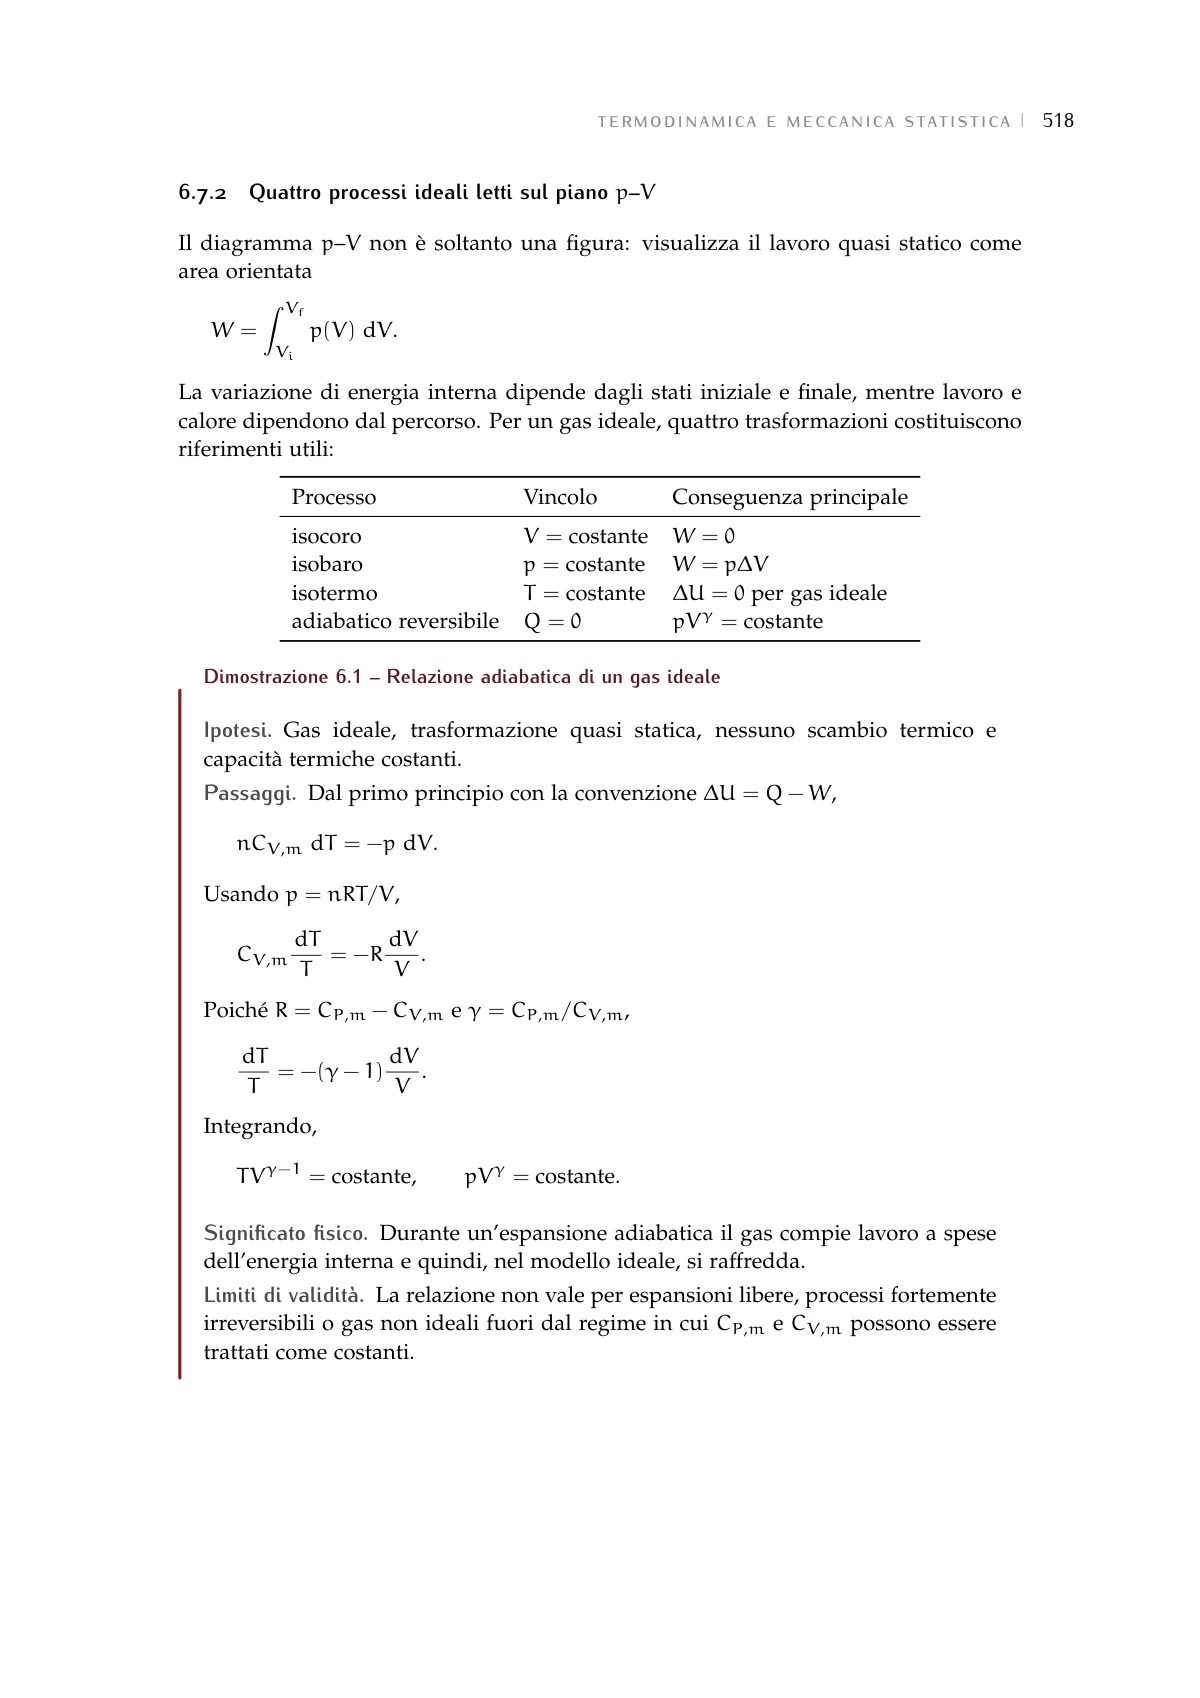 TERMODINAMICA E MECCANICA STATISTICA | 518
6.7.2 Quattro processi ideali letti sul piano p–V
Il diagramma p–V non è soltanto una figura: visualizza il lavoro quasi statico come
area orientata
W = ∫_{V_i}^{V_f} p(V) dV.
La variazione di energia interna dipende dagli stati iniziale e finale, mentre lavoro e
calore dipendono dal percorso. Per un gas ideale, quattro trasformazioni costituiscono
riferimenti utili:
Processo Vincolo Conseguenza principale
isocoro V = costante W = 0
isobaro p = costante W = pΔV
isotermo T = costante ΔU = 0 per gas ideale
adiabatico reversibile Q = 0 pV^γ = costante
Dimostrazione 6.1 – Relazione adiabatica di un gas ideale
Ipotesi. Gas ideale, trasformazione quasi statica, nessuno scambio termico e
capacità termiche costanti.
Passaggi. Dal primo principio con la convenzione ΔU = Q − W,
nC_{V,m} dT = −p dV.
Usando p = nRT/V,
C_{V,m} dT/T = −R dV/V.
Poiché R = C_{P,m} − C_{V,m} e γ = C_{P,m}/C_{V,m},
dT/T = −(γ − 1) dV/V.
Integrando,
TV^{γ−1} = costante, pV^γ = costante.
Significato fisico. Durante un'espansione adiabatica il gas compie lavoro a spese
dell'energia interna e quindi, nel modello ideale, si raffredda.
Limiti di validità. La relazione non vale per espansioni libere, processi fortemente
irreversibili o gas non ideali fuori dal regime in cui C_{P,m} e C_{V,m} possono essere
trattati come costanti.